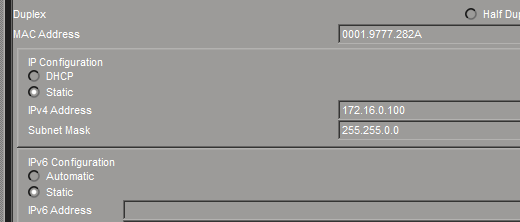 Duplex
Half Du
MAC Address
0001.9777.282A
IP Configuration
DHCP
Static
IPv4 Address
172.16.0.100
Subnet Mask
255.255.0.0
IPv6 Configuration
Automatic
Static
IPv6 Address